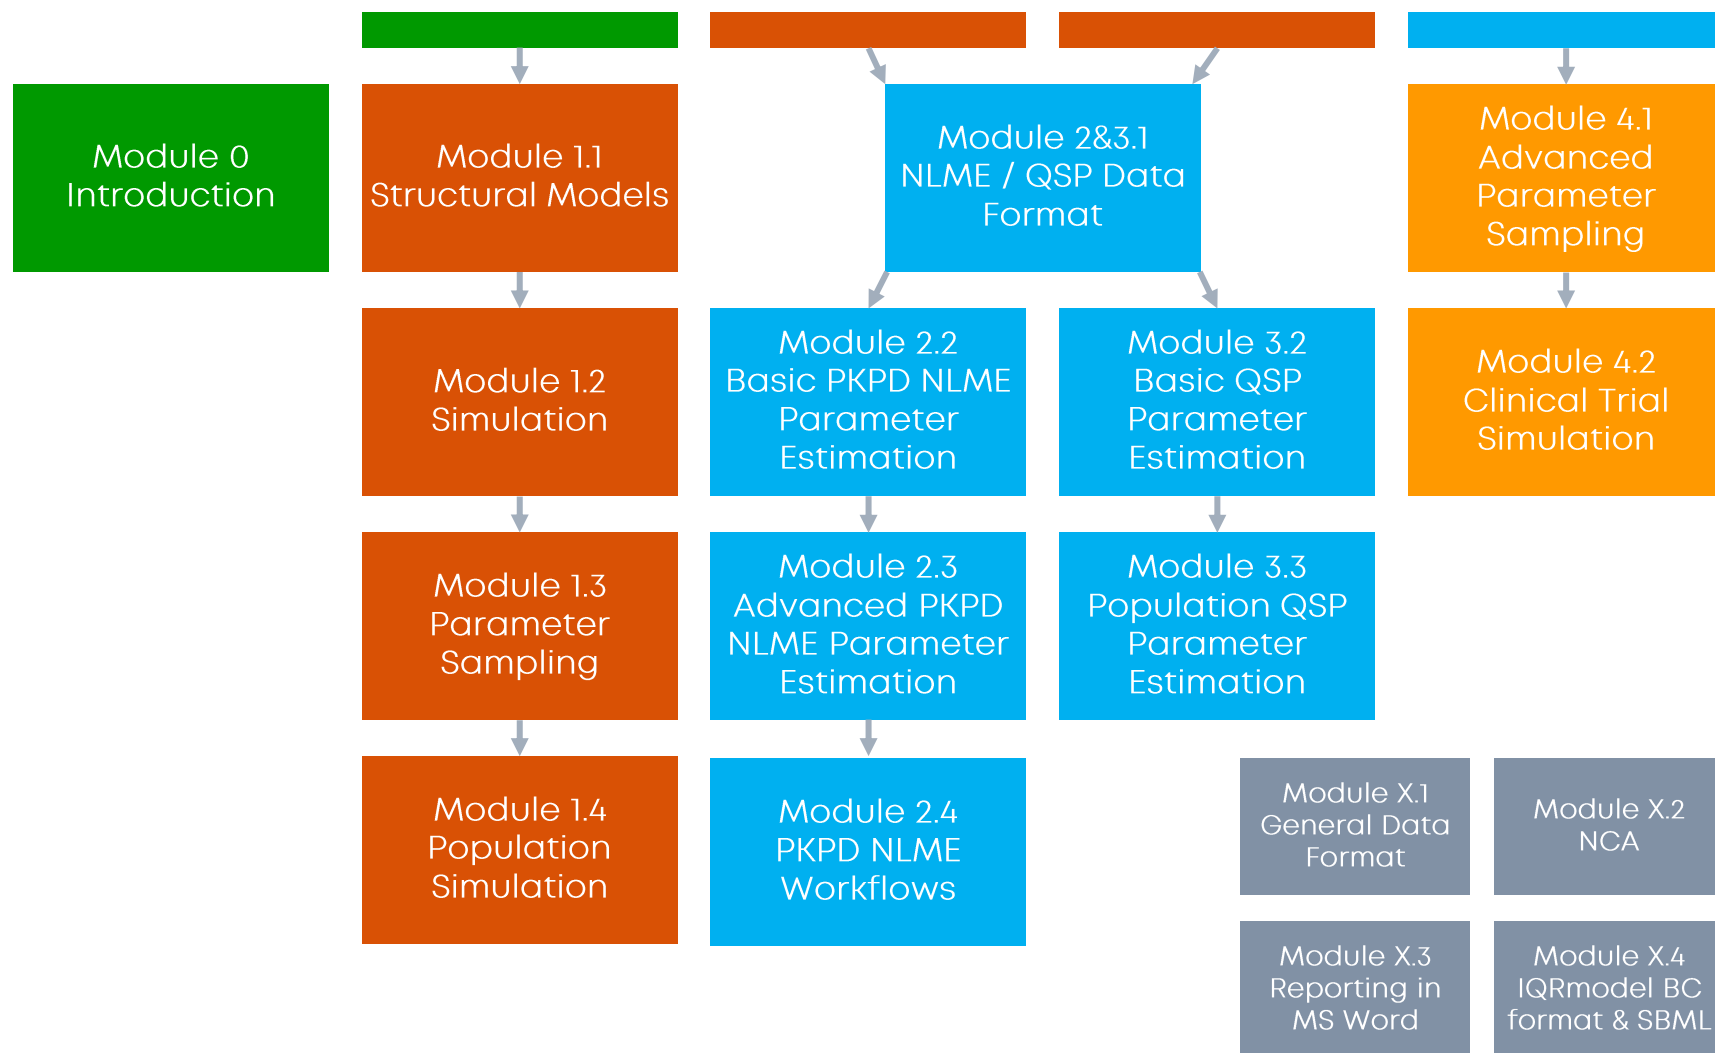 Module 0
Introduction
Module 1.1
Structural Models
Module 2&3.1
NLME / QSP Data
Format
Module 4.1
Advanced
Parameter
Sampling
Module 1.2
Simulation
Module 2.2
Basic PKPD NLME
Parameter
Estimation
Module 3.2
Basic QSP
Parameter
Estimation
Module 4.2
Clinical Trial
Simulation
Module 1.3
Parameter
Sampling
Module 2.3
Advanced PKPD
NLME Parameter
Estimation
Module 3.3
Population QSP
Parameter
Estimation
Module 1.4
Population
Simulation
Module 2.4
PKPD NLME
Workflows
Module X.1
General Data
Format
Module X.2
NCA
Module X.3
Reporting in
MS Word
Module X.4
IQRmodel BC
format & SBML